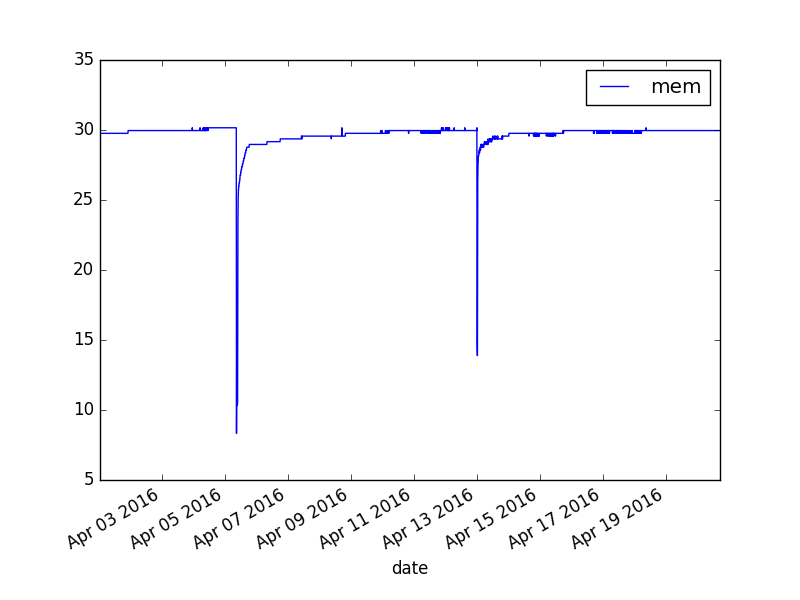 35
30
25
20
15
10
5
mem
Apr 03 2016
Apr 05 2016
Apr 07 2016
Apr 09 2016
Apr 11 2016
Apr 13 2016
Apr 15 2016
Apr 17 2016
Apr 19 2016
date